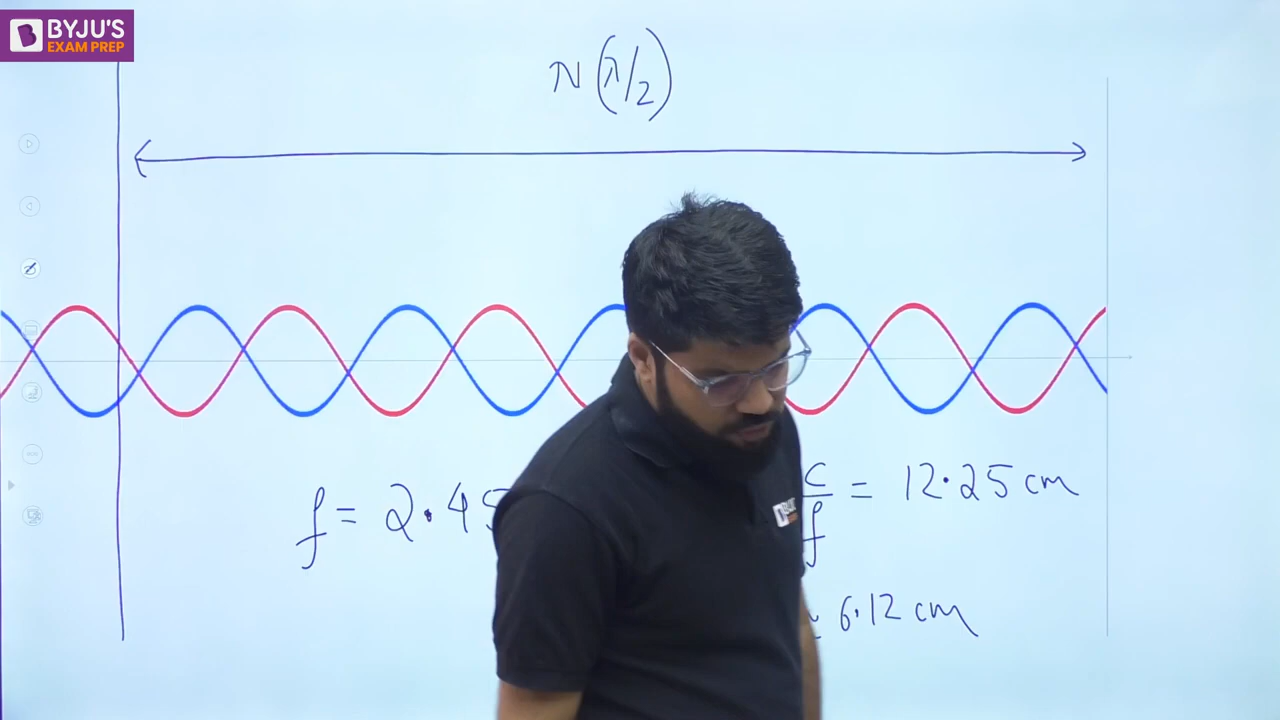 BYJU'S
EXAM PREP
N(λ/2)
f = 2.45
c/f = 12.25 cm
6.12 cm